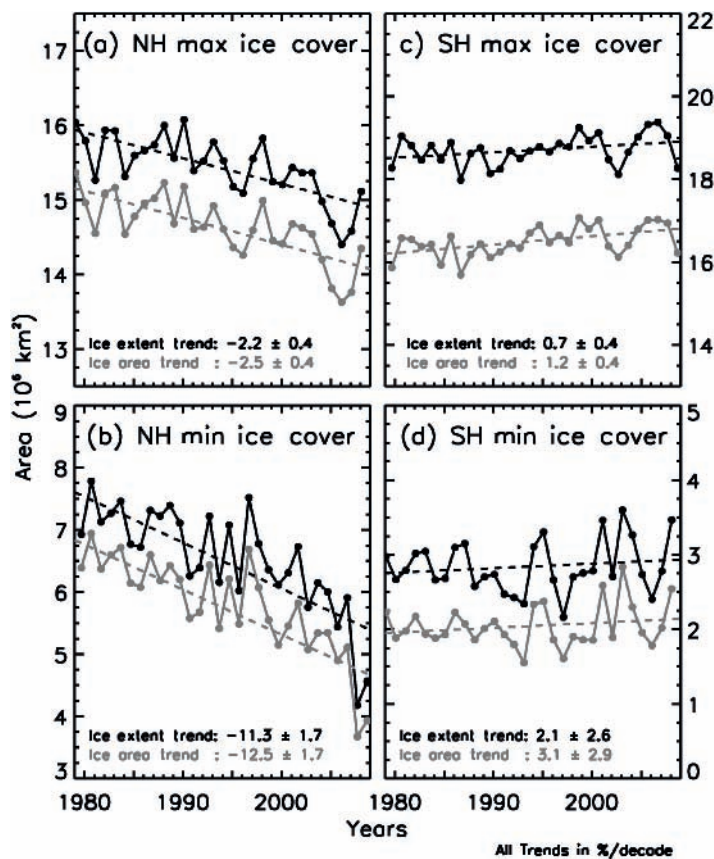 (a) NH max ice cover
17
16
15
14
13
Ice extent trend: -2.2 ± 0.4
Ice area trend : -2.5 ± 0.4
(c) SH max ice cover
22
20
18
16
14
Ice extent trend: 0.7 ± 0.4
Ice area trend : 1.2 ± 0.4
Area (10⁶ km²)
(b) NH min ice cover
9
8
7
6
5
4
3
Ice extent trend: -11.3 ± 1.7
Ice area trend : -12.5 ± 1.7
1980 1990 2000
(d) SH min ice cover
5
4
3
2
1
0
Ice extent trend: 2.1 ± 2.6
Ice area trend : 3.1 ± 2.9
1980 1990 2000
Years
All Trends in %/decade